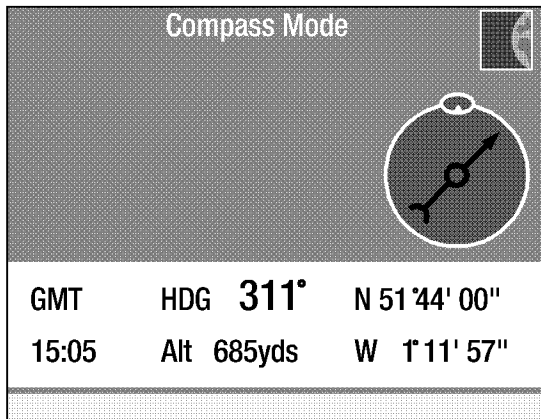 Compass Mode
GMT HDG 311° N 51°44' 00"
15:05 Alt 685yds W 1°11' 57"